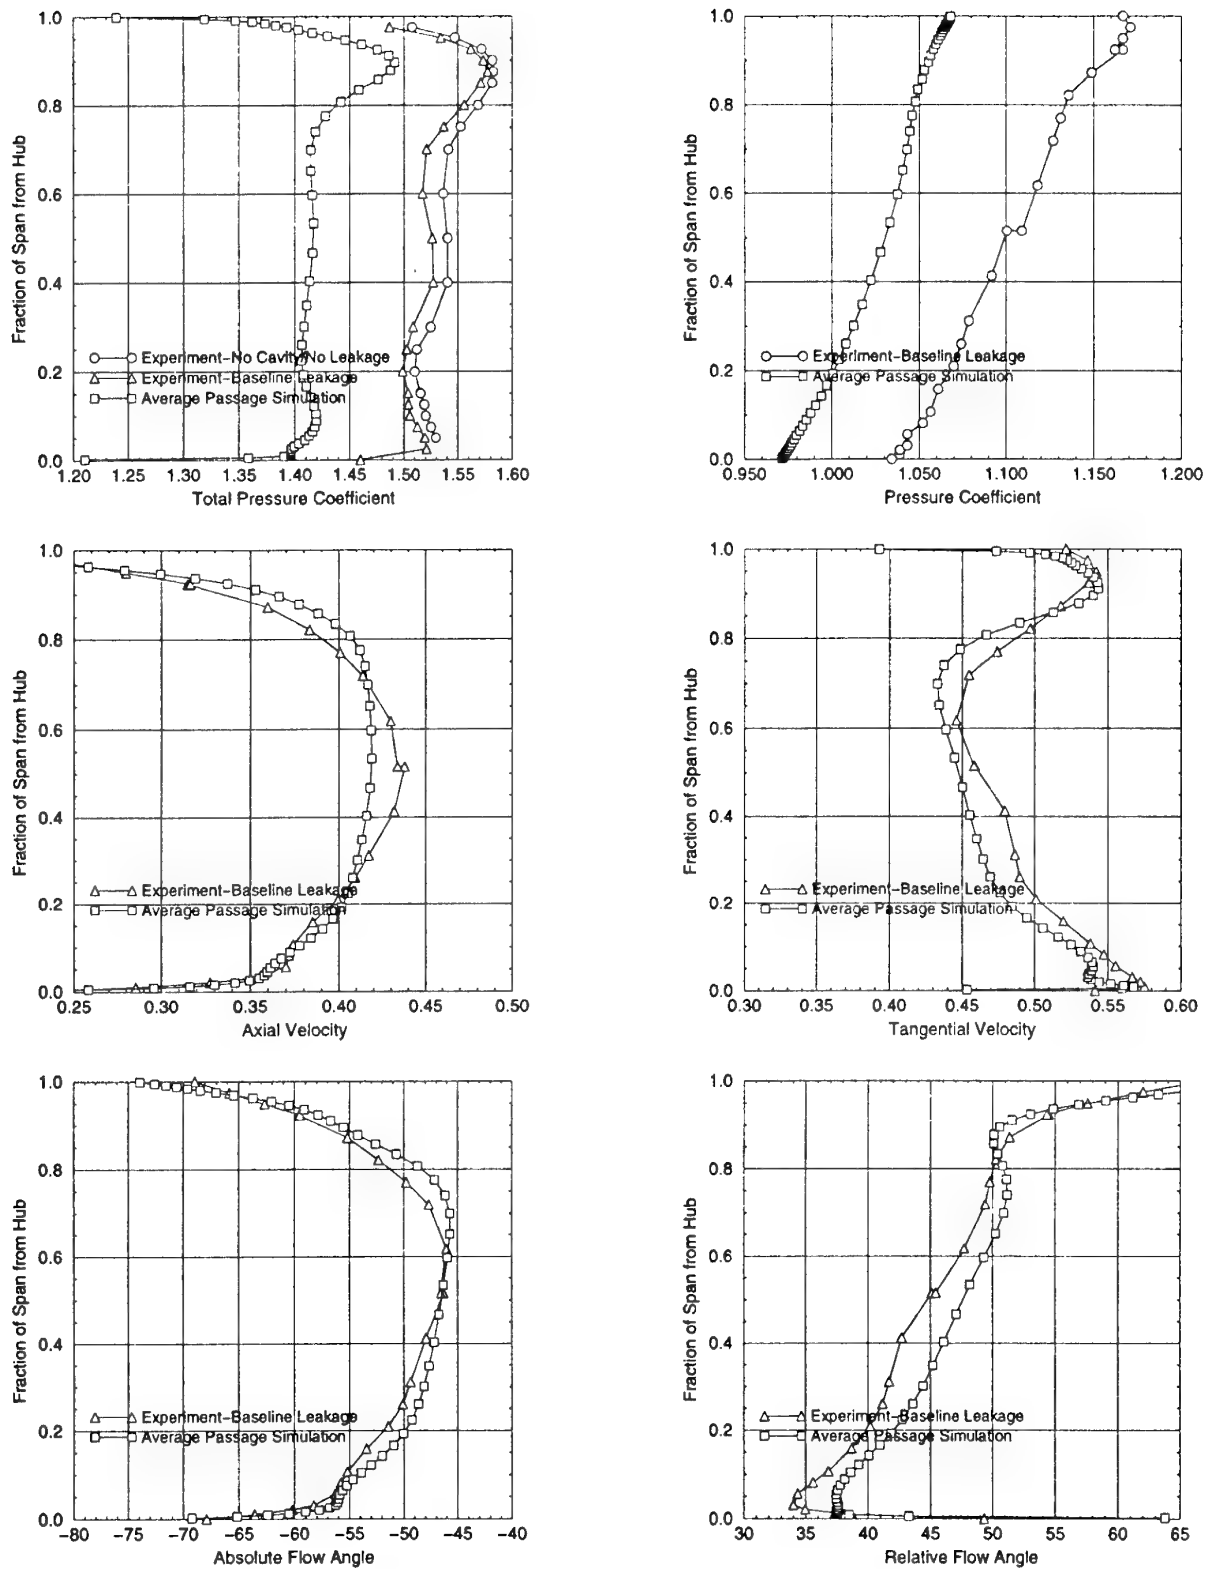 Fraction of Span from Hub
1.0
0.8
0.6
0.4
0.2
0.0
Experiment-No Cavity/No Leakage
Experiment-Baseline Leakage
Average Passage Simulation
1.20 1.25 1.30 1.35 1.40 1.45 1.50 1.55 1.60
Total Pressure Coefficient
Fraction of Span from Hub
1.0
0.8
0.6
0.4
0.2
0.0
Experiment-Baseline Leakage
Average Passage Simulation
0.950 1.000 1.050 1.100 1.150 1.200
Pressure Coefficient
Fraction of Span from Hub
1.0
0.8
0.6
0.4
0.2
0.0
Experiment-Baseline Leakage
Average Passage Simulation
0.25 0.30 0.35 0.40 0.45 0.50
Axial Velocity
Fraction of Span from Hub
1.0
0.8
0.6
0.4
0.2
0.0
Experiment-Baseline Leakage
Average Passage Simulation
0.30 0.35 0.40 0.45 0.50 0.55 0.60
Tangential Velocity
Fraction of Span from Hub
1.0
0.8
0.6
0.4
0.2
0.0
Experiment-Baseline Leakage
Average Passage Simulation
-80 -75 -70 -65 -60 -55 -50 -45 -40
Absolute Flow Angle
Fraction of Span from Hub
1.0
0.8
0.6
0.4
0.2
0.0
Experiment-Baseline Leakage
Average Passage Simulation
30 35 40 45 50 55 60 65
Relative Flow Angle